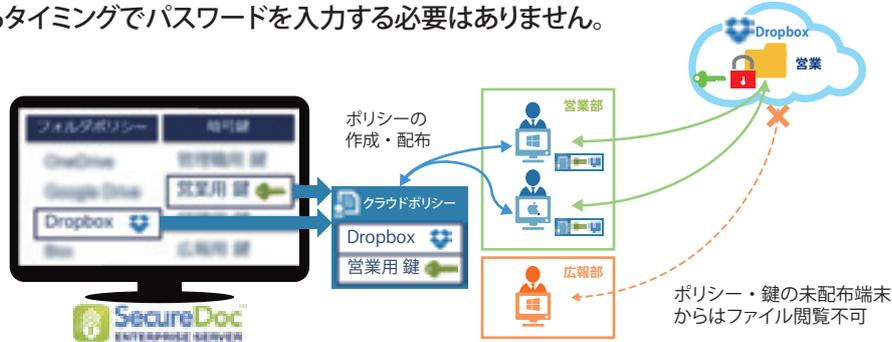 るタイミングでパスワードを入力する必要はありません。
Dropbox
営業
ポリシーの
作成・配布
営業部
フォルダポリシー 暗号鍵
OneDrive 管理職用 鍵
Google Drive 営業用 鍵
Dropbox
Box 広報用 鍵
クラウドポリシー
Dropbox
営業用 鍵
広報部
ポリシー・鍵の未配布端末
からはファイル閲覧不可
SecureDoc
ENTERPRISE SERVER